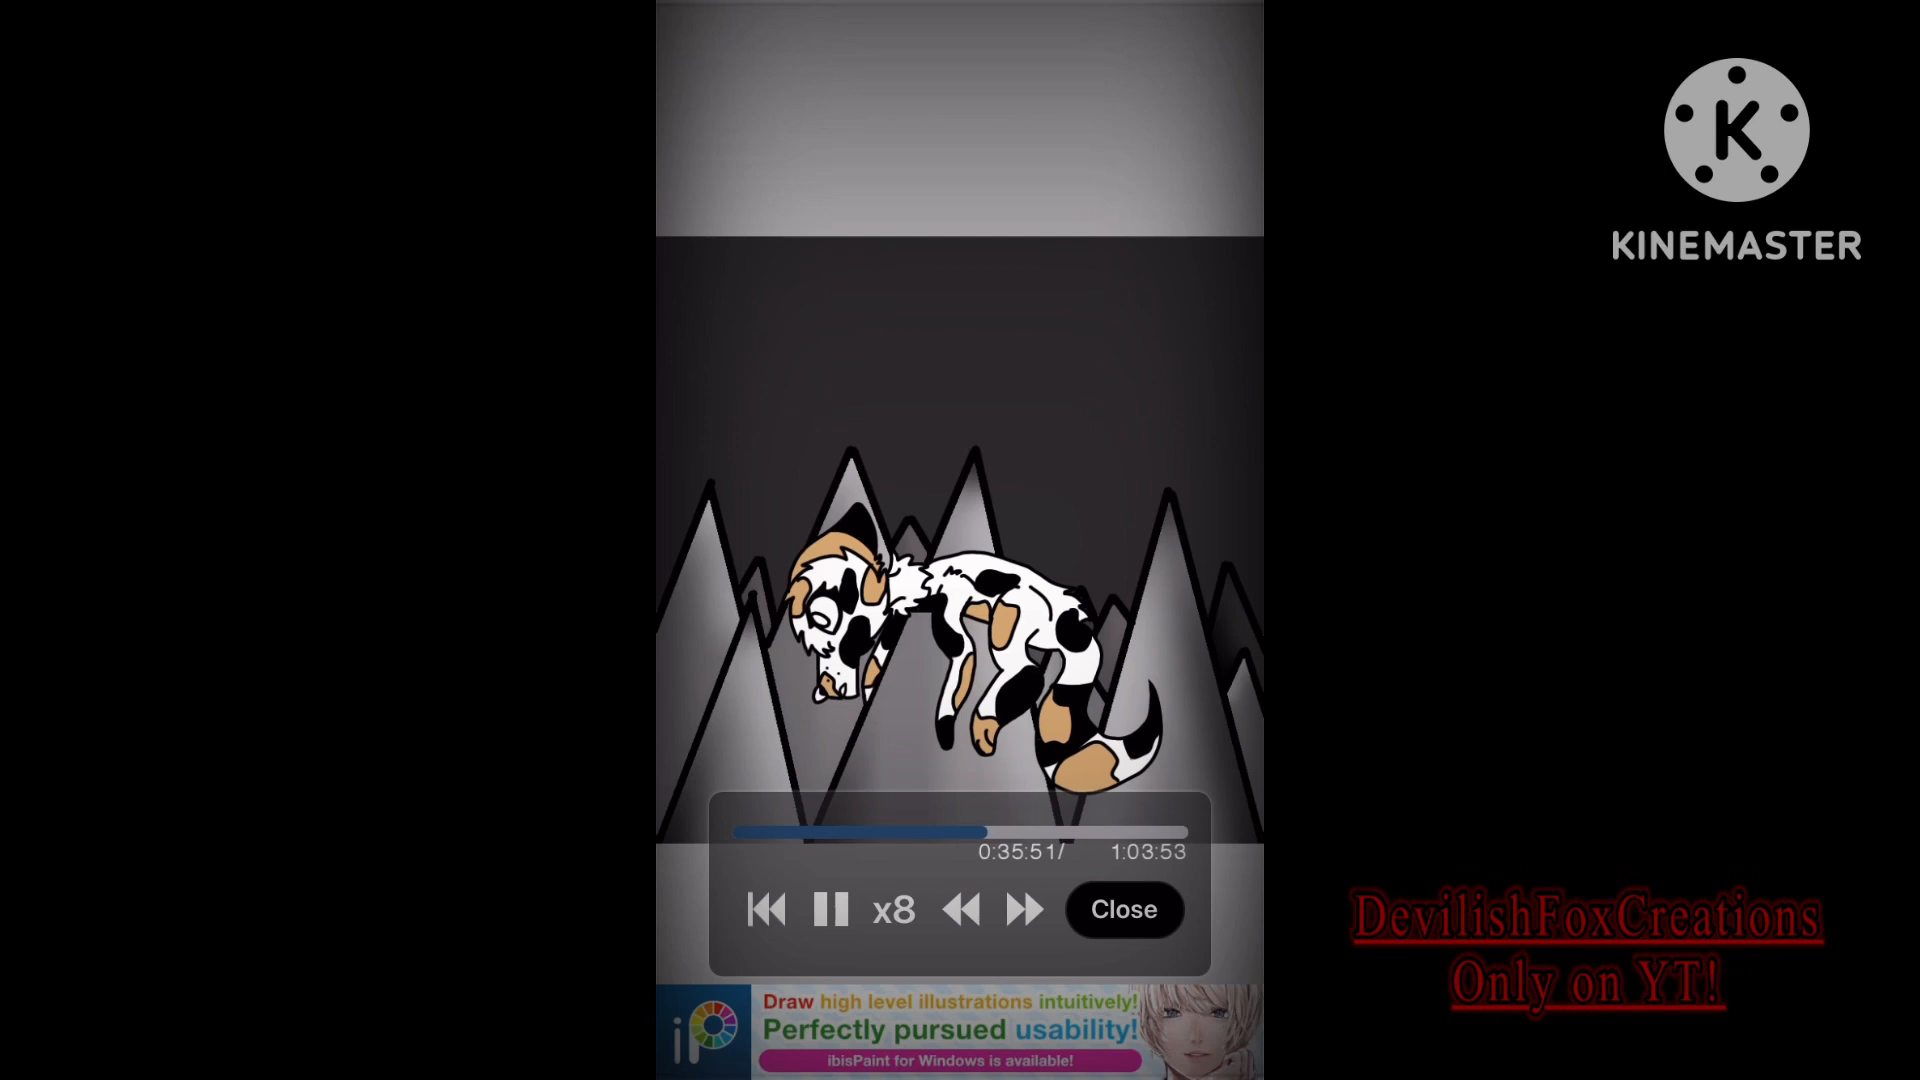 K
KINEMASTER
0:35:51/ 1:03:53
x8
Close
DevilishFoxCreations
Only on YT!
iP
Draw high level illustrations intuitively!
Perfectly pursued usability!
ibisPaint for Windows is available!